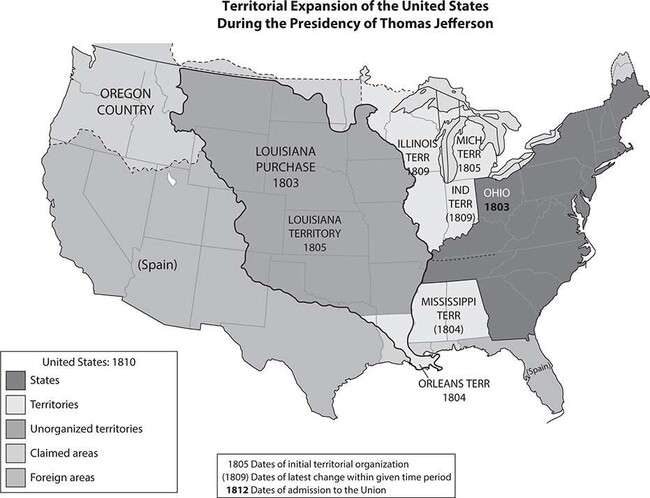 Territorial Expansion of the United States
During the Presidency of Thomas Jefferson
OREGON
COUNTRY
LOUISIANA
PURCHASE
1803
LOUISIANA
TERRITORY
1805
(Spain)
ILLINOIS
TERR
1809
MICH
TERR
1805
IND
TERR
(1809)
OHIO
1803
MISSISSIPPI
TERR
(1804)
ORLEANS TERR
1804
(Spain)
United States: 1810
States
Territories
Unorganized territories
Claimed areas
Foreign areas
1805 Dates of initial territorial organization
(1809) Dates of latest change within given time period
1812 Dates of admission to the Union